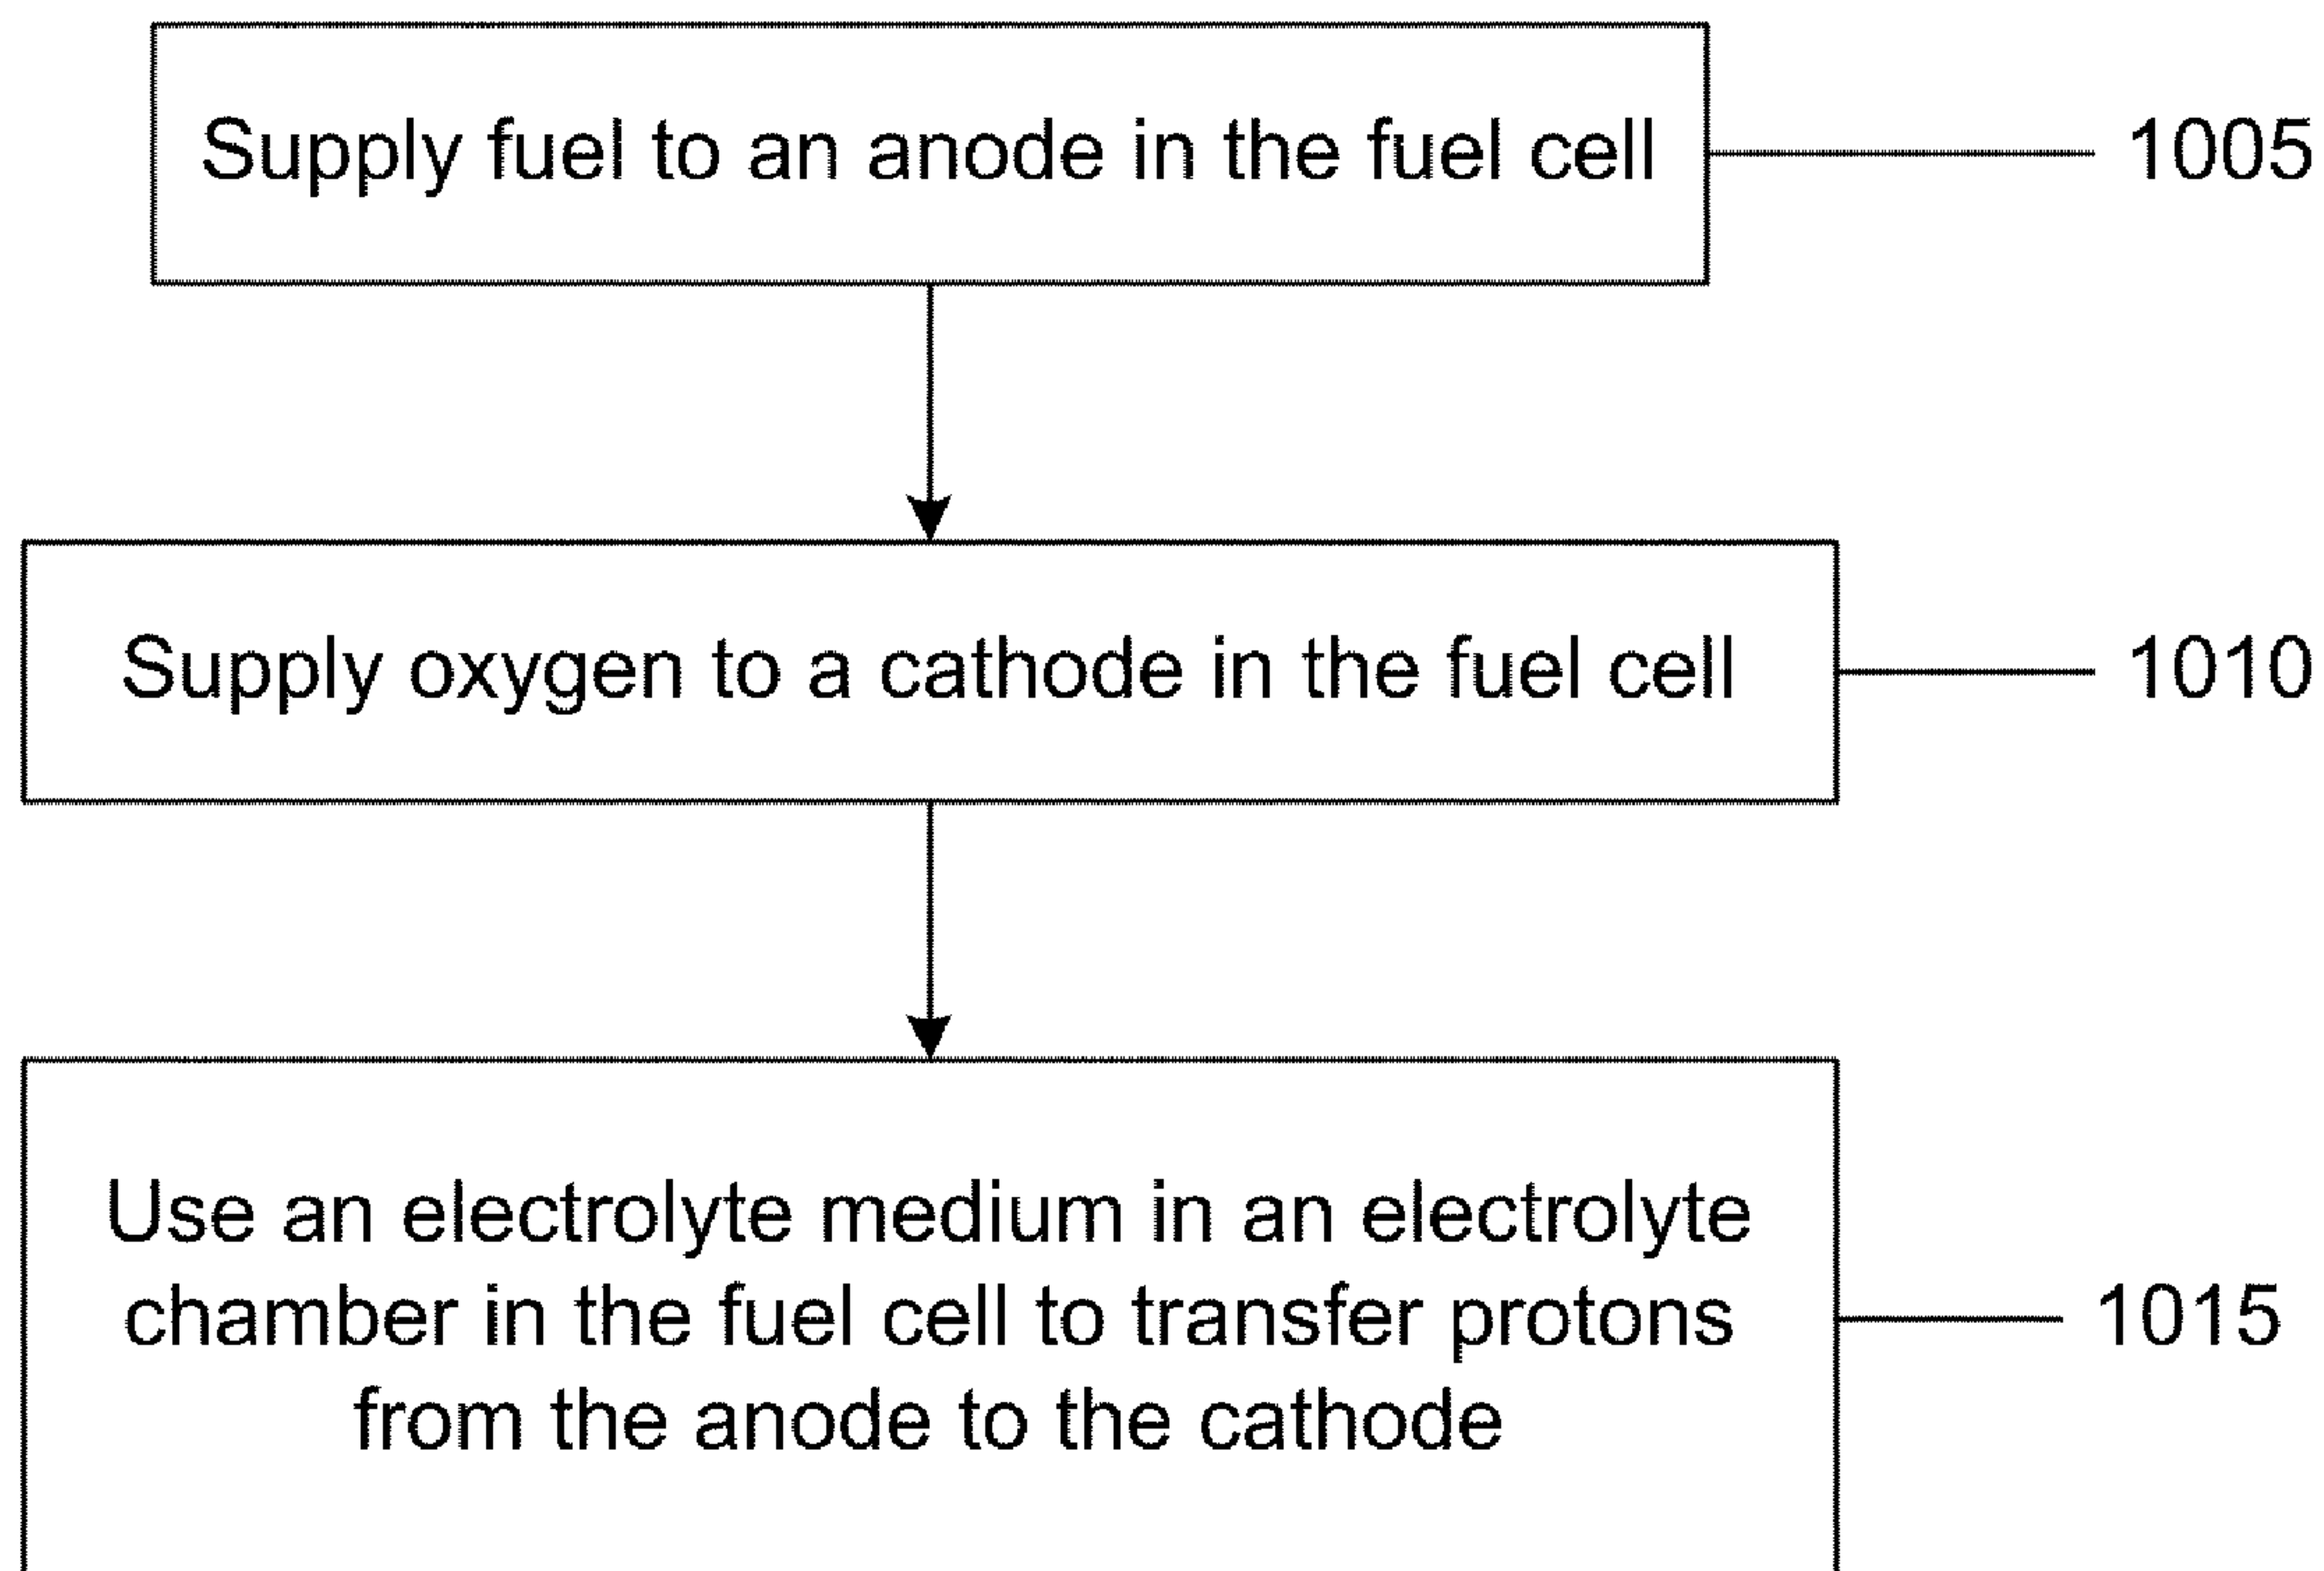 Supply fuel to an anode in the fuel cell
1005
Supply oxygen to a cathode in the fuel cell
1010
Use an electrolyte medium in an electrolyte
chamber in the fuel cell to transfer protons
from the anode to the cathode
1015